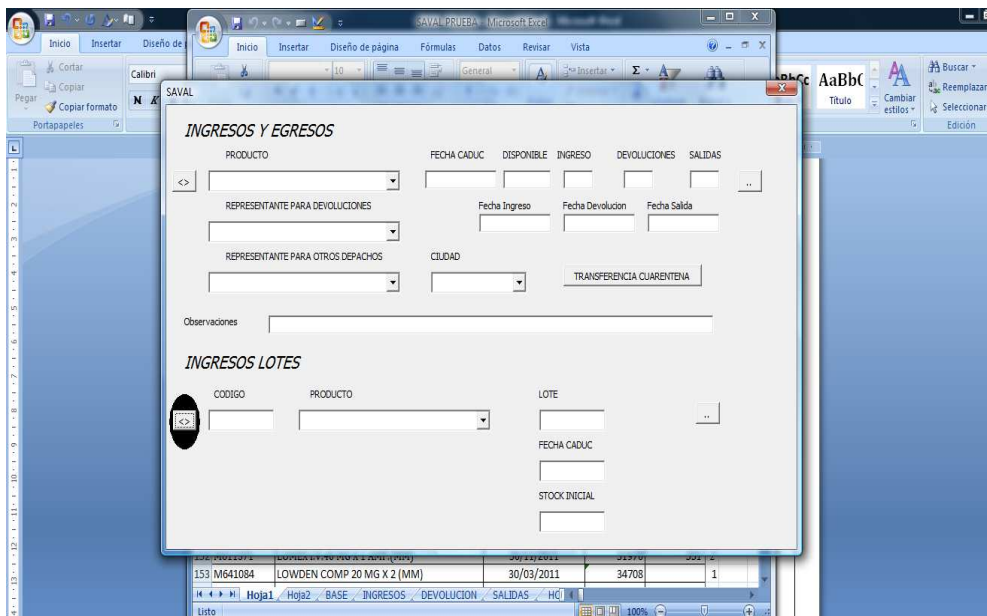 SAVAL PRUEBA - Microsoft Excel
Inicio Insertar Diseño de
Inicio Insertar Diseño de página Fórmulas Datos Revisar Vista
Cortar
Copiar
Copiar formato
Pegar
Portapapeles
Calibri
N K
10
General
Insertar
Σ
A
AaBb(
Título
Cambiar estilos
Buscar
Reemplazar
Seleccionar
Edición
SAVAL
INGRESOS Y EGRESOS
PRODUCTO FECHA CADUC DISPONIBLE INGRESO DEVOLUCIONES SALIDAS
<> ..
REPRESENTANTE PARA DEVOLUCIONES Fecha Ingreso Fecha Devolucion Fecha Salida
REPRESENTANTE PARA OTROS DEPACHOS CIUDAD
TRANSFERENCIA CUARENTENA
Observaciones
INGRESOS LOTES
CODIGO PRODUCTO LOTE
<> ..
FECHA CADUC
STOCK INICIAL
153 M641084 LOWDEN COMP 20 MG X 2 (MM) 30/03/2011 34708 1
Hoja1 Hoja2 BASE INGRESOS DEVOLUCION SALIDAS
Listo 100%